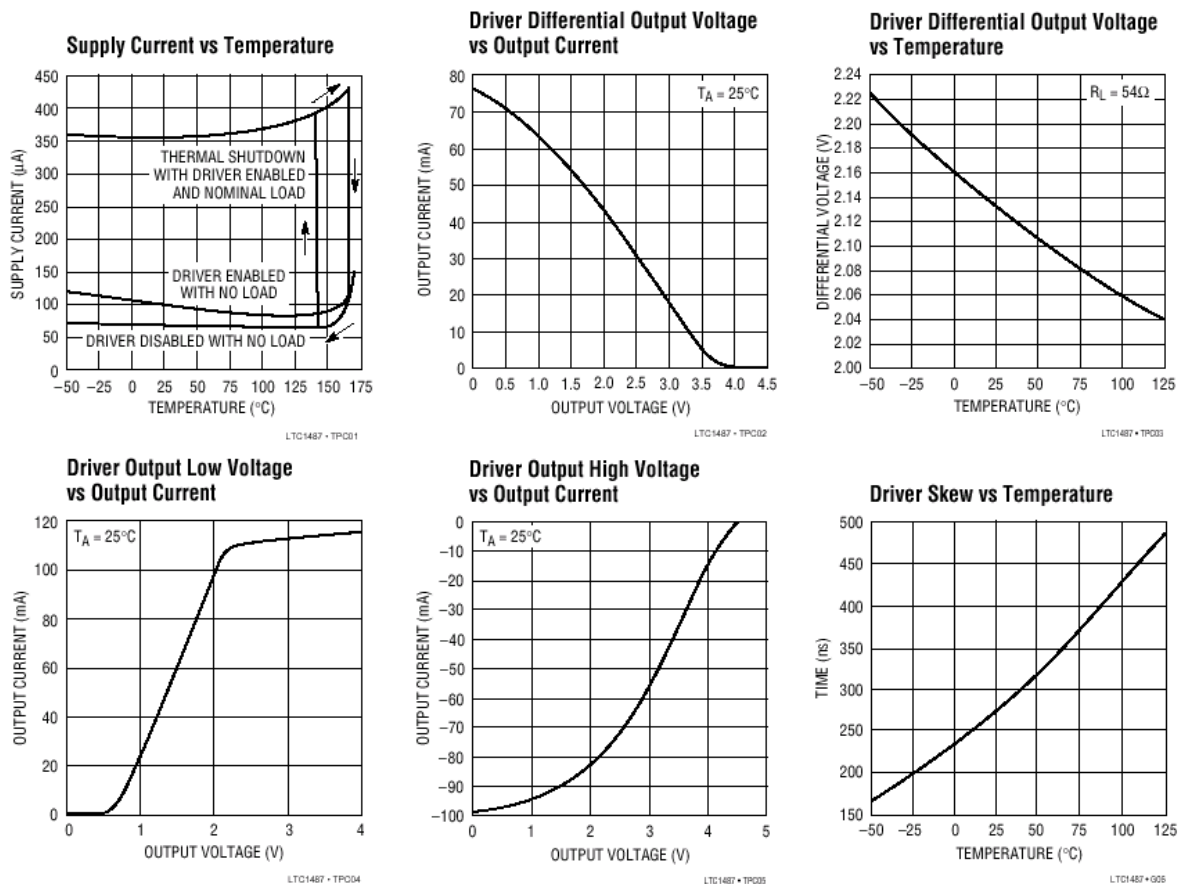 Supply Current vs Temperature
450
400
350
300
250
200
150
100
50
0
SUPPLY CURRENT (µA)
THERMAL SHUTDOWN
WITH DRIVER ENABLED
AND NOMINAL LOAD
DRIVER ENABLED
WITH NO LOAD
DRIVER DISABLED WITH NO LOAD
–50 –25 0 25 50 75 100 125 150 175
TEMPERATURE (°C)
LTC1487 • TPC01
Driver Differential Output Voltage
vs Output Current
80
70
60
50
40
30
20
10
0
OUTPUT CURRENT (mA)
TA = 25°C
0 0.5 1.0 1.5 2.0 2.5 3.0 3.5 4.0 4.5
OUTPUT VOLTAGE (V)
LTC1487 • TPC02
Driver Differential Output Voltage
vs Temperature
2.24
2.22
2.20
2.18
2.16
2.14
2.12
2.10
2.08
2.06
2.04
2.02
2.00
DIFFERENTIAL VOLTAGE (V)
RL = 54Ω
–50 –25 0 25 50 75 100 125
TEMPERATURE (°C)
LTC1487 • TPC03
Driver Output Low Voltage
vs Output Current
120
100
80
60
40
20
0
OUTPUT CURRENT (mA)
TA = 25°C
0 1 2 3 4
OUTPUT VOLTAGE (V)
LTC1487 • TPC04
Driver Output High Voltage
vs Output Current
0
–10
–20
–30
–40
–50
–60
–70
–80
–90
–100
OUTPUT CURRENT (mA)
TA = 25°C
0 1 2 3 4 5
OUTPUT VOLTAGE (V)
LTC1487 • TPC05
Driver Skew vs Temperature
500
450
400
350
300
250
200
150
TIME (ns)
–50 –25 0 25 50 75 100 125
TEMPERATURE (°C)
LTC1487 • G05